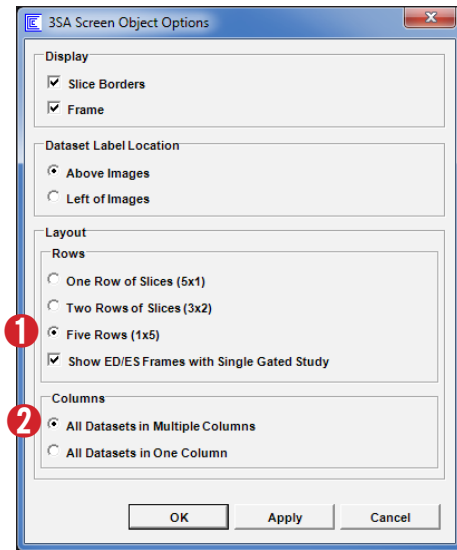 3SA Screen Object Options
Display
Slice Borders
Frame
Dataset Label Location
Above Images
Left of Images
Layout
Rows
One Row of Slices (5x1)
Two Rows of Slices (3x2)
1 Five Rows (1x5)
Show ED/ES Frames with Single Gated Study
Columns
2 All Datasets in Multiple Columns
All Datasets in One Column
OK Apply Cancel